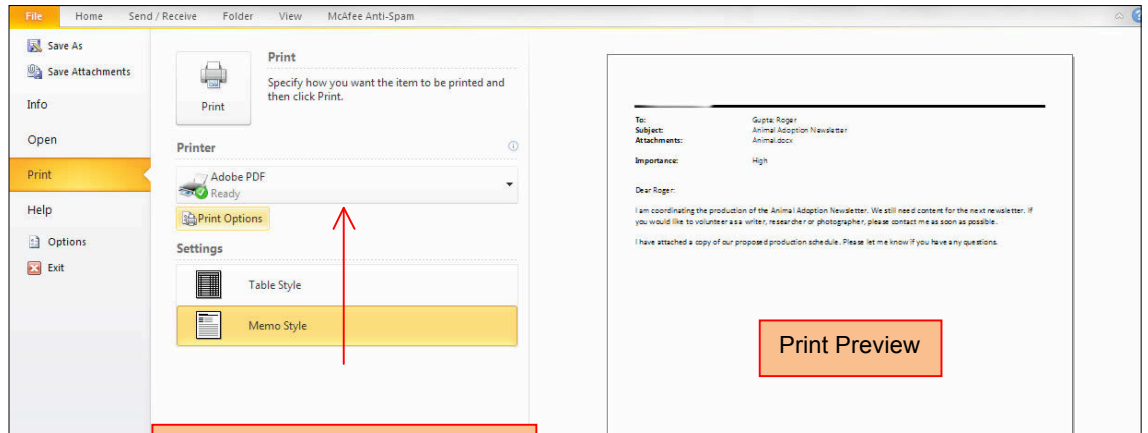 File Home Send / Receive Folder View McAfee Anti-Spam
Save As
Save Attachments
Info
Open
Print
Help
Options
Exit
Print
Print
Specify how you want the item to be printed and
then click Print.
Printer
Adobe PDF
Ready
Print Options
Settings
Table Style
Memo Style
To: Gupta; Roger
Subject: Animal Adoption Newsletter
Attachments: Animal.docx
Importance: High
Dear Roger:
I am coordinating the production of the Animal Adoption Newsletter. We still need content for the next newsletter. If
you would like to volunteer as a writer, researcher or photographer, please contact me as soon as possible.
I have attached a copy of our proposed production schedule. Please let me know if you have any questions.
Print Preview